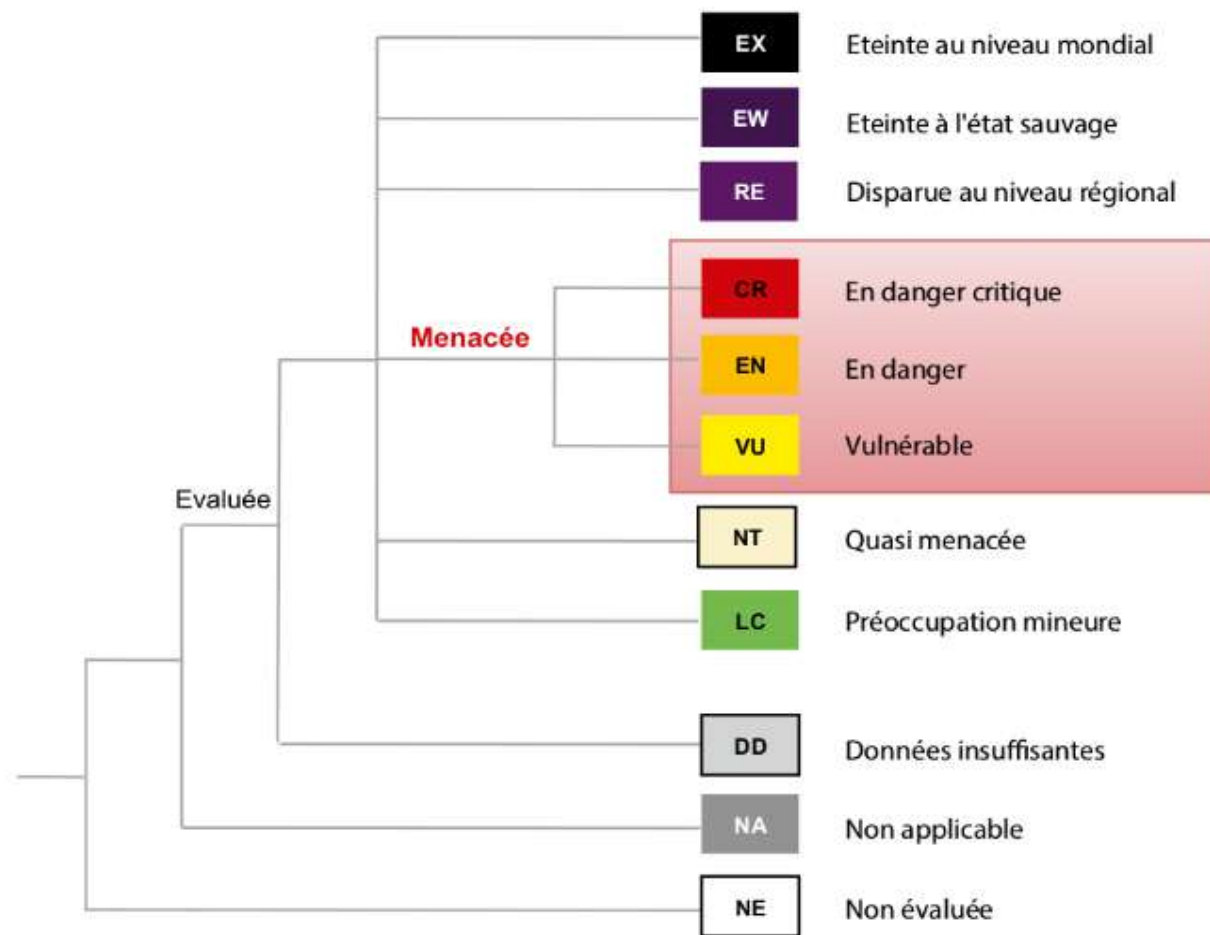 EX Eteinte au niveau mondial
EW Eteinte à l'état sauvage
RE Disparue au niveau régional
CR En danger critique
Menacée
EN En danger
VU Vulnérable
Evaluée
NT Quasi menacée
LC Préoccupation mineure
DD Données insuffisantes
NA Non applicable
NE Non évaluée